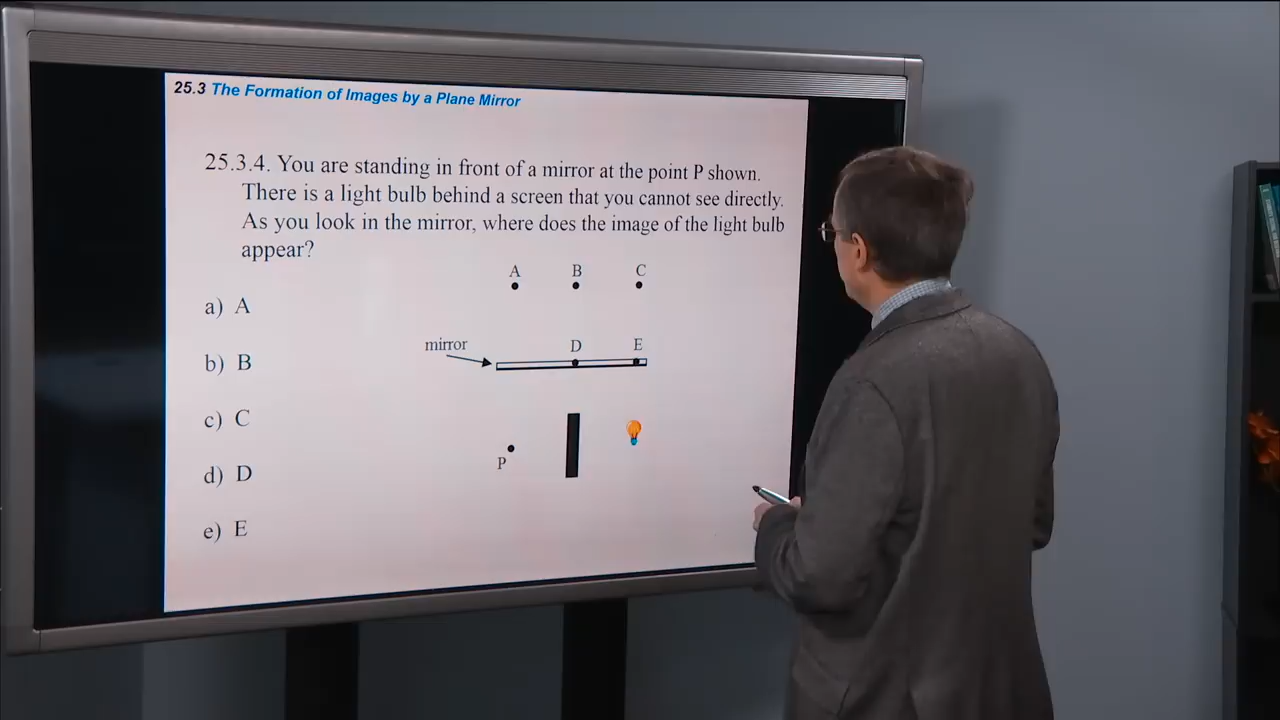 25.3 The Formation of Images by a Plane Mirror
25.3.4. You are standing in front of a mirror at the point P shown.
There is a light bulb behind a screen that you cannot see directly.
As you look in the mirror, where does the image of the light bulb
appear?
A B C
a) A
mirror
D E
b) B
c) C
P
d) D
e) E